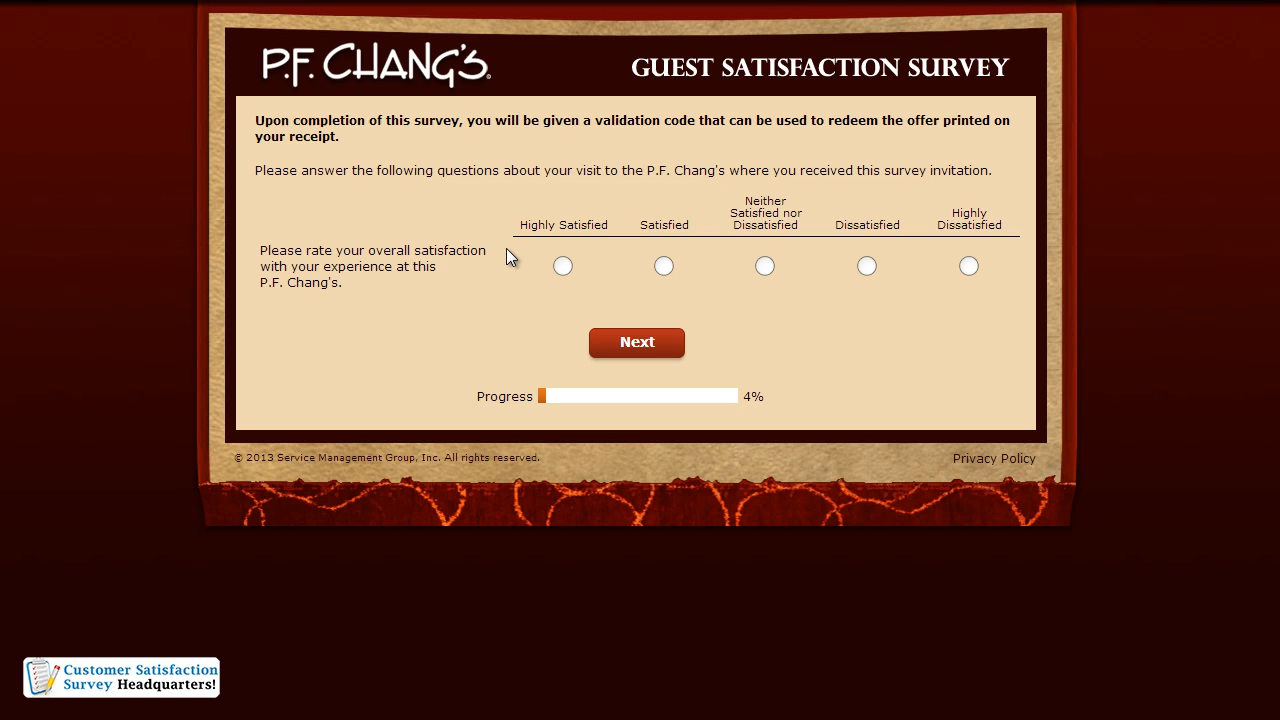 P.F. CHANG'S
GUEST SATISFACTION SURVEY
Upon completion of this survey, you will be given a validation code that can be used to redeem the offer printed on
your receipt.
Please answer the following questions about your visit to the P.F. Chang's where you received this survey invitation.
Highly Satisfied
Satisfied
Neither
Satisfied nor
Dissatisfied
Dissatisfied
Highly
Dissatisfied
Please rate your overall satisfaction
with your experience at this
P.F. Chang's.
Next
Progress 4%
© 2013 Service Management Group, Inc. All rights reserved.
Privacy Policy
Customer Satisfaction
Survey Headquarters!